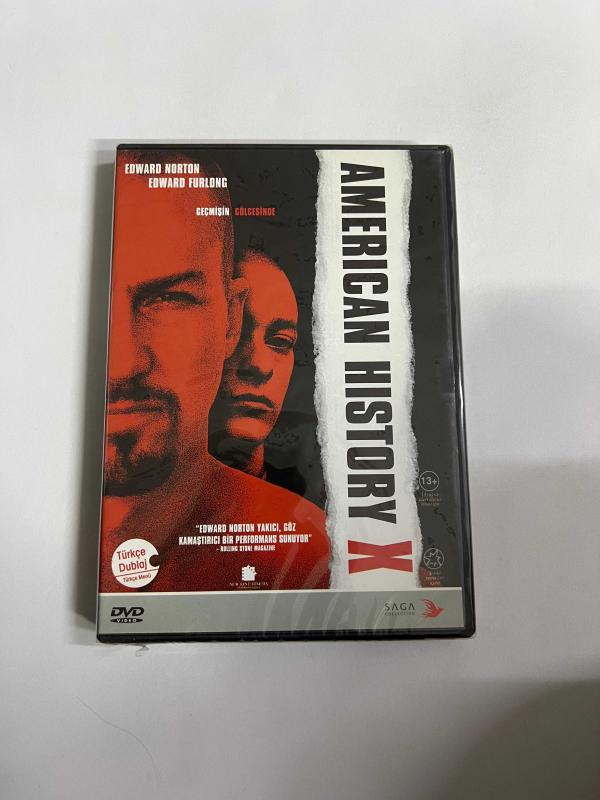 EDWARD NORTON
EDWARD FURLONG
GEÇMİŞİN GÖLGESİNDE
AMERICAN HISTORY X
"EDWARD NORTON YAKICI, GÖZ
KAMAŞTIRICI BİR PERFORMANS SUNUYOR"
- ROLLING STONE MAGAZINE
13+
Türkçe
Dublaj
Türkçe Menü
NEW LINE CINEMA
DVD
VIDEO
SAGA
COLLECTION